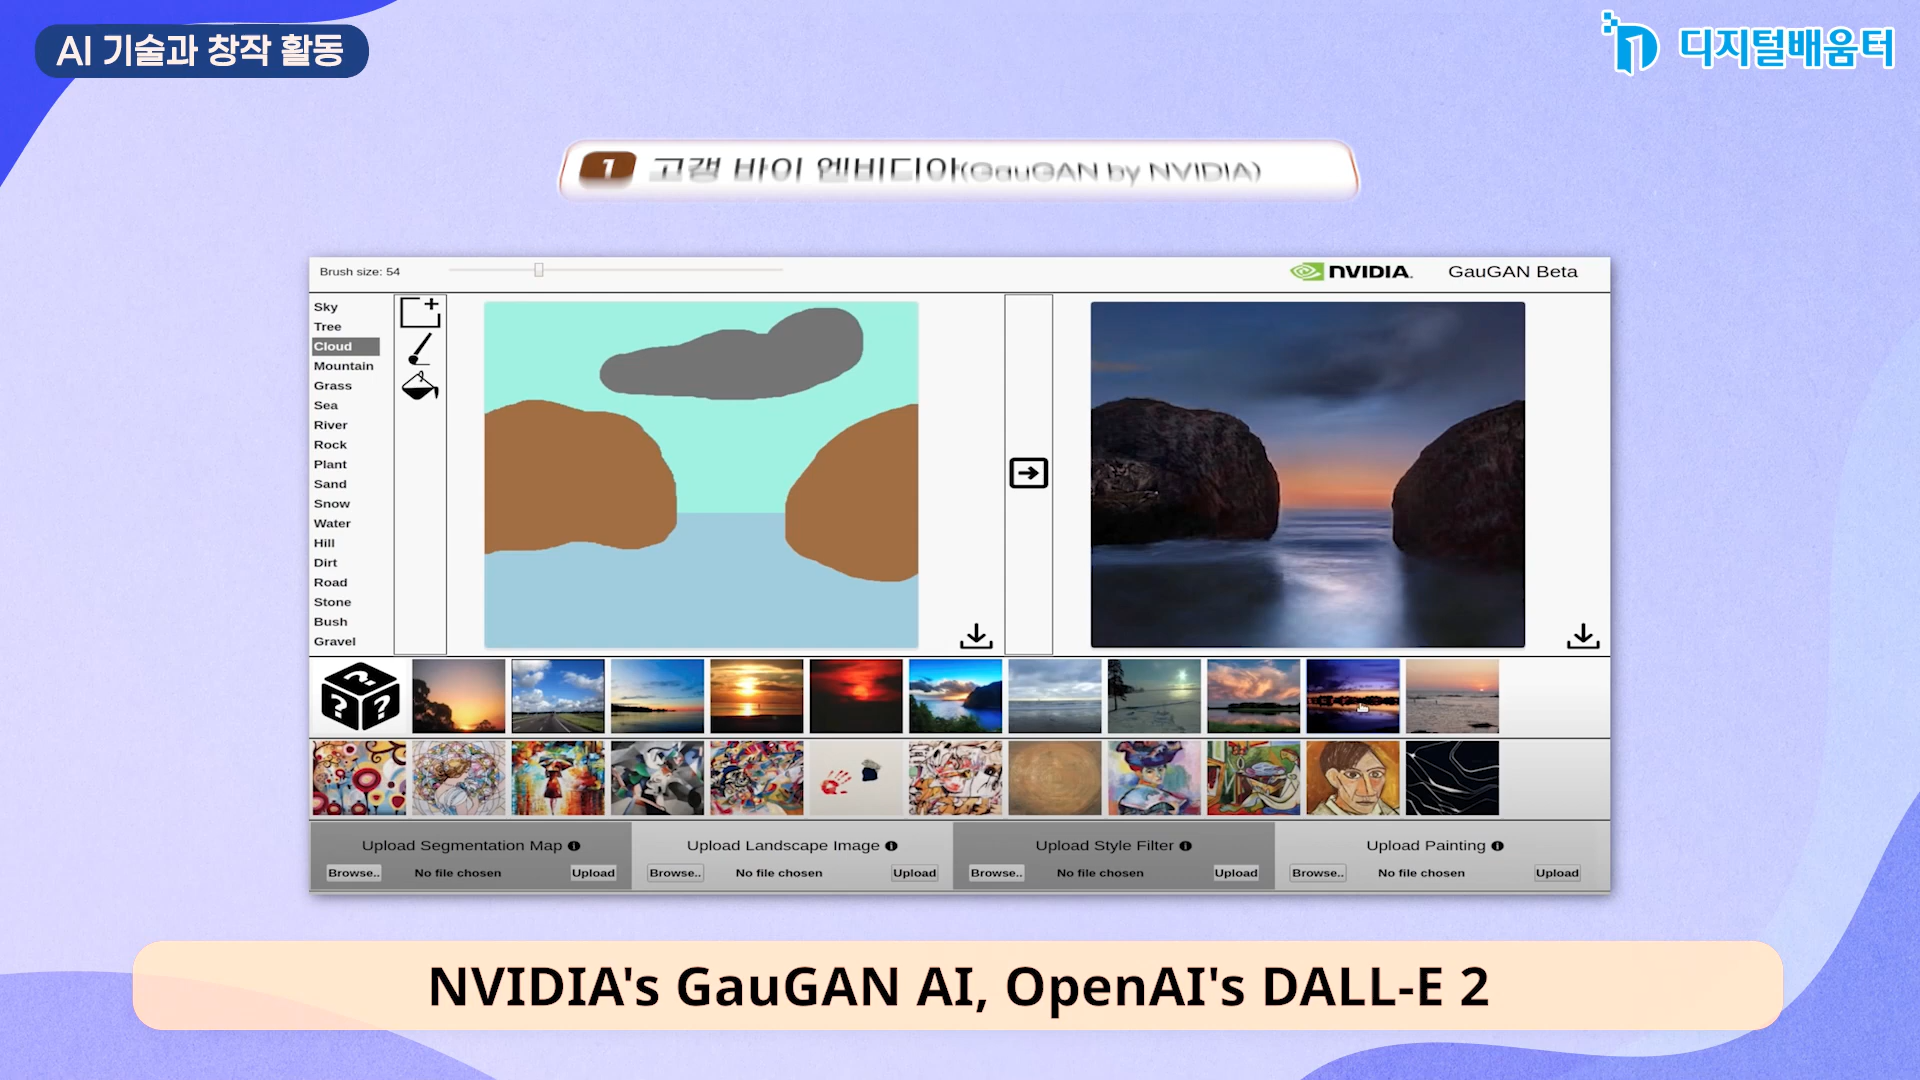 AI 기술과 창작 활동
디지털배움터
1 고갱 바이 엔비디아(GauGAN by NVIDIA)
Brush size: 54
NVIDIA. GauGAN Beta
Sky
Tree
Cloud
Mountain
Grass
Sea
River
Rock
Plant
Sand
Snow
Water
Hill
Dirt
Road
Stone
Bush
Gravel
Upload Segmentation Map
Browse.. No file chosen Upload
Upload Landscape Image
Browse.. No file chosen Upload
Upload Style Filter
Browse.. No file chosen Upload
Upload Painting
Browse.. No file chosen Upload
NVIDIA's GauGAN AI, OpenAI's DALL-E 2